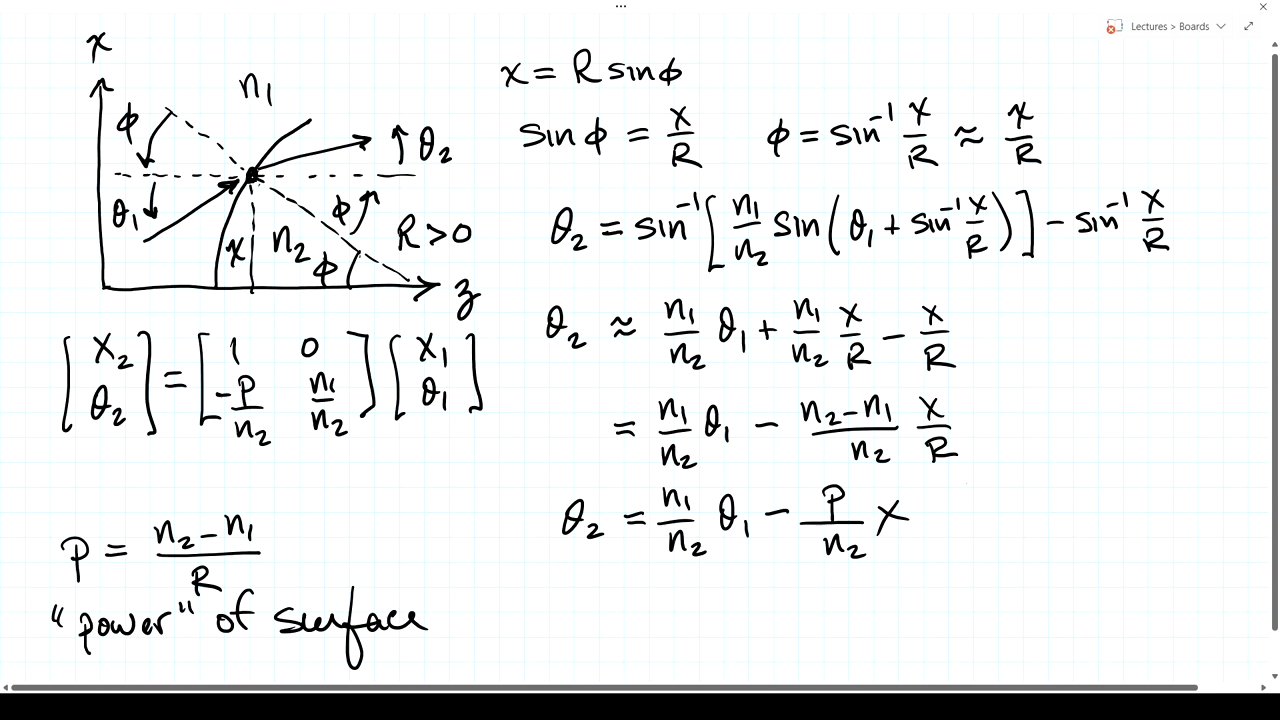 ...
Lectures > Boards
x
n₁
ϕ
θ₂
θ₁
ϕ
R > 0
x
n₂
ϕ
z
[x₂ θ₂] = [1 0 -P/n₂ n₁/n₂] [x₁ θ₁]
P = (n₂ - n₁)/R
"power" of surface
x = R sin ϕ
sin ϕ = x/R ϕ = sin⁻¹ x/R ≈ x/R
θ₂ = sin⁻¹[n₁/n₂ sin(θ₁ + sin⁻¹ x/R)] - sin⁻¹ x/R
θ₂ ≈ n₁/n₂ θ₁ + n₁/n₂ x/R - x/R
= n₁/n₂ θ₁ - (n₂-n₁)/n₂ x/R
θ₂ = n₁/n₂ θ₁ - P/n₂ x